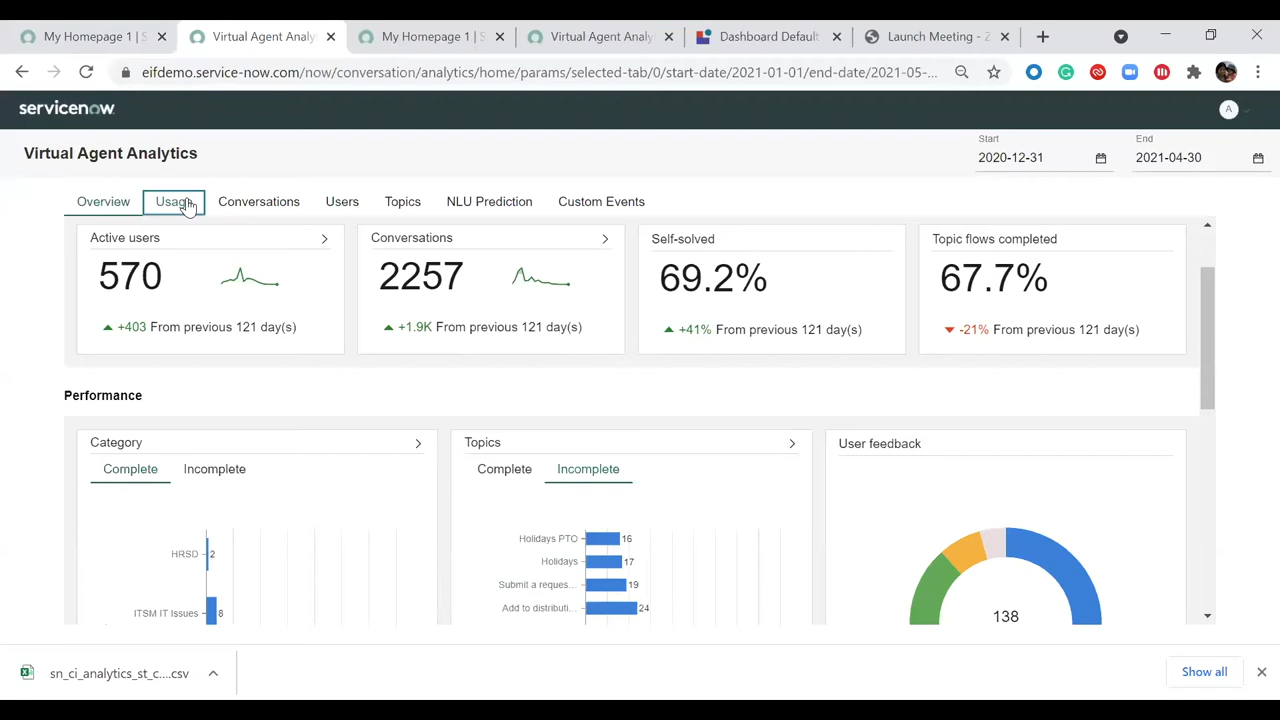 My Homepage 1 | S
Virtual Agent Analy
My Homepage 1 | S
Virtual Agent Analy
Dashboard Default
Launch Meeting - Z
eifdemo.service-now.com/now/conversation/analytics/home/params/selected-tab/0/start-date/2021-01-01/end-date/2021-05-...
servicenow
A
Virtual Agent Analytics
Start
2020-12-31
End
2021-04-30
Overview
Usage
Conversations
Users
Topics
NLU Prediction
Custom Events
Active users
570
+403 From previous 121 day(s)
Conversations
2257
+1.9K From previous 121 day(s)
Self-solved
69.2%
+41% From previous 121 day(s)
Topic flows completed
67.7%
-21% From previous 121 day(s)
Performance
Category
Complete
Incomplete
HRSD
2
ITSM IT Issues
8
Topics
Complete
Incomplete
Holidays PTO
16
Holidays
17
Submit a reques...
19
Add to distributi...
24
User feedback
138
sn_ci_analytics_st_c....csv
Show all